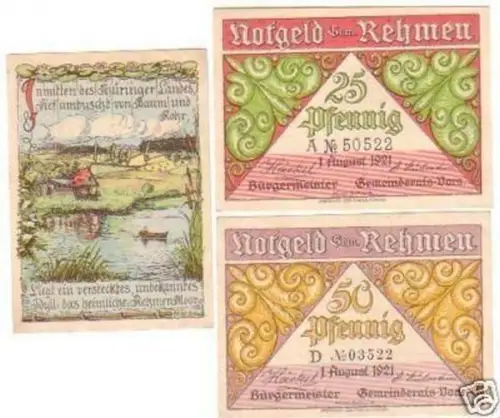 Inmitten des Thüringer Landes
tief umbuscht von Baum und
Rohr
Liegt ein verstecktes, unbekanntes
Idyll: das heimliche Rehmen Moor
Notgeld Gem. Rehmen
25
Pfennig
A № 50522
1 August 1921
Bürgermeister Gemeinderats-Vors.
Notgeld Gem. Rehmen
50
Pfennig
D № 03522
1 August 1921
Bürgermeister Gemeinderats-Vors.